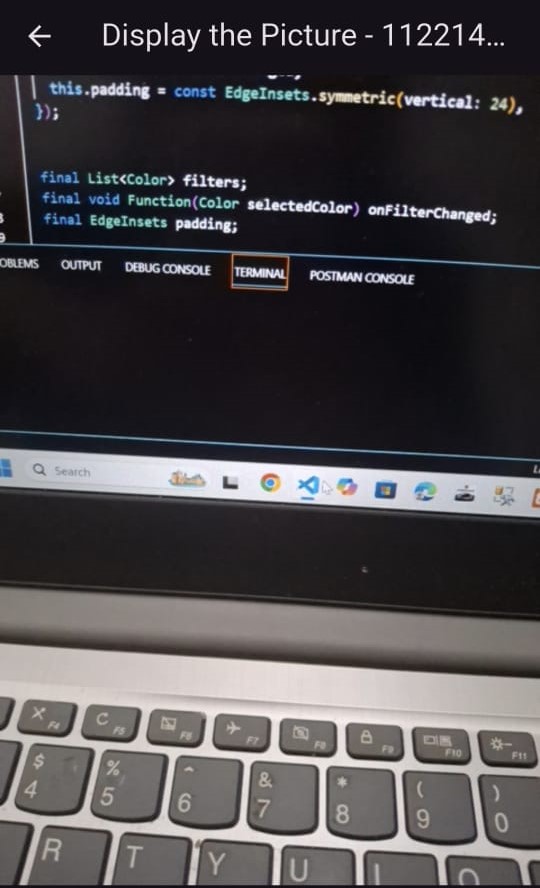 Display the Picture - 112214...
this.padding = const EdgeInsets.symmetric(vertical: 24),
});
final List<Color> filters;
final void Function(Color selectedColor) onFilterChanged;
final EdgeInsets padding;
OBLEMS OUTPUT DEBUG CONSOLE TERMINAL POSTMAN CONSOLE
Search
X F4 C F5 F6 F7 F8 F9 F10 F11
$ % ^ & * ( )
4 5 6 7 8 9 0
R T Y U I O